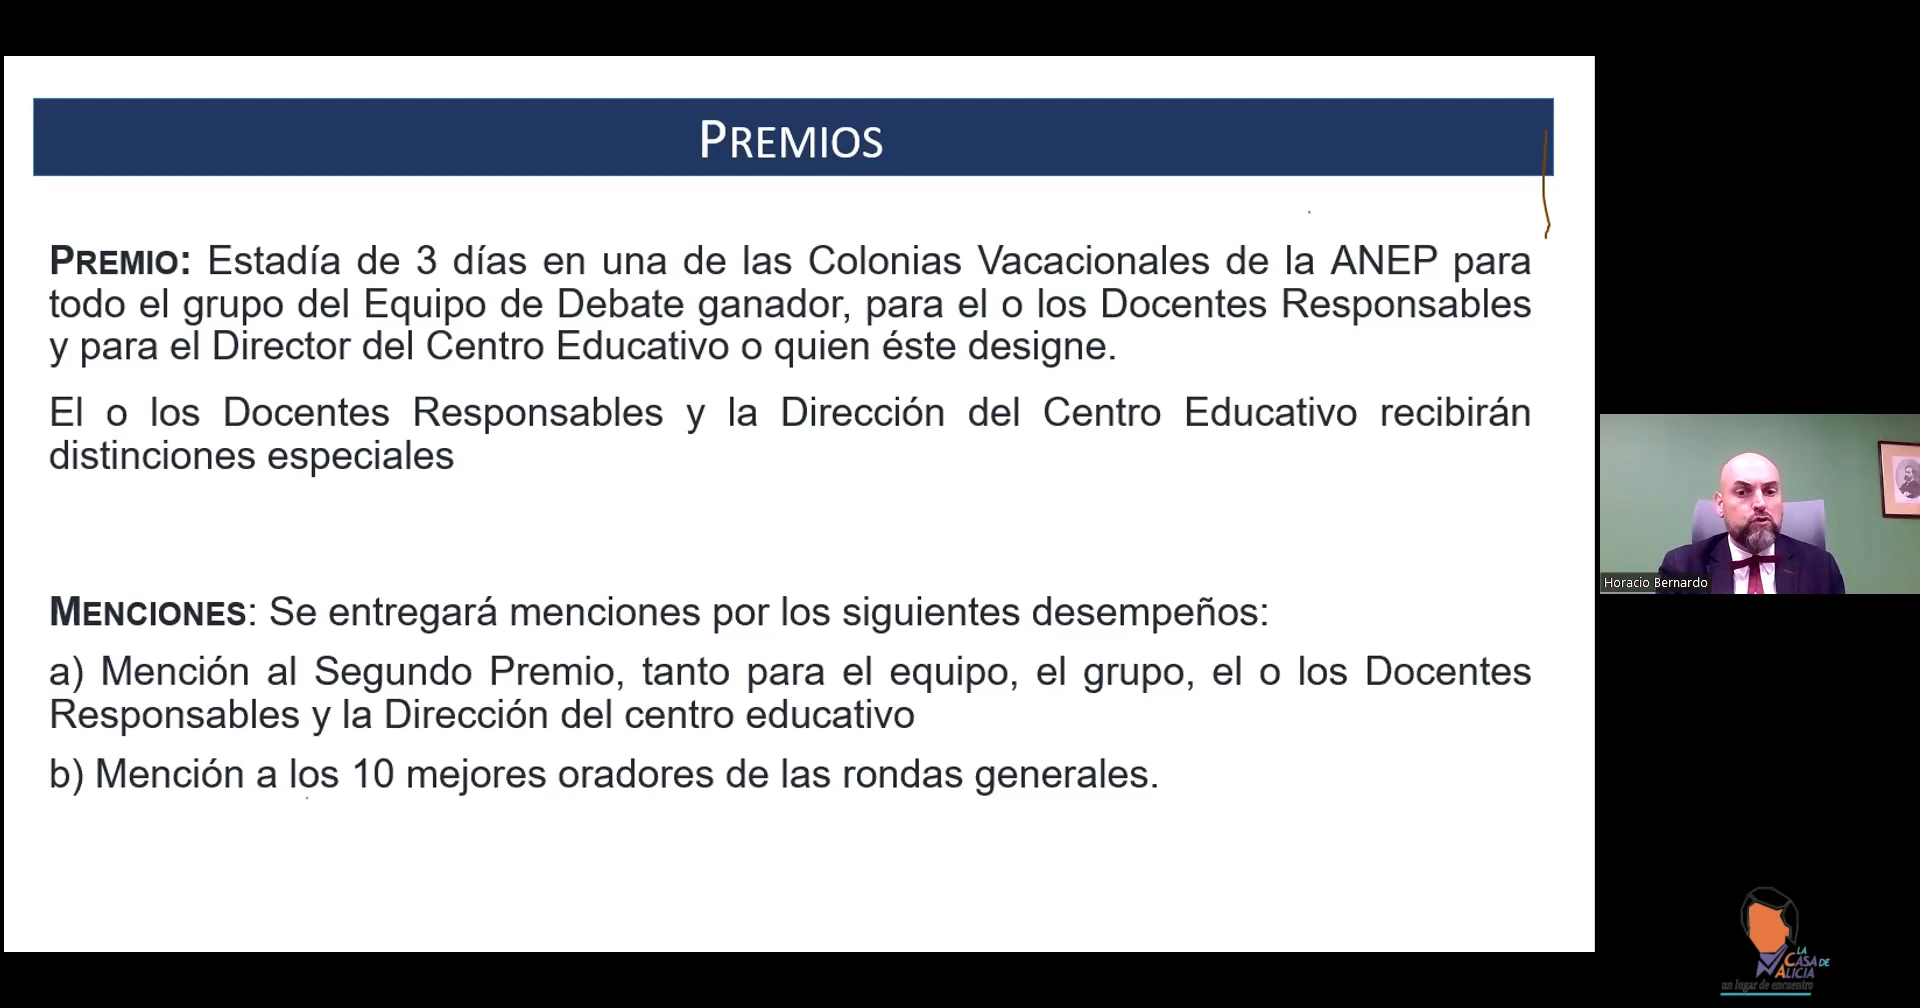 PREMIOS
PREMIO: Estadía de 3 días en una de las Colonias Vacacionales de la ANEP para
todo el grupo del Equipo de Debate ganador, para el o los Docentes Responsables
y para el Director del Centro Educativo o quien éste designe.
El o los Docentes Responsables y la Dirección del Centro Educativo recibirán
distinciones especiales
MENCIONES: Se entregará menciones por los siguientes desempeños:
a) Mención al Segundo Premio, tanto para el equipo, el grupo, el o los Docentes
Responsables y la Dirección del centro educativo
b) Mención a los 10 mejores oradores de las rondas generales.
Horacio Bernardo
LA
CASA DE
ALICIA
un lugar de encuentro